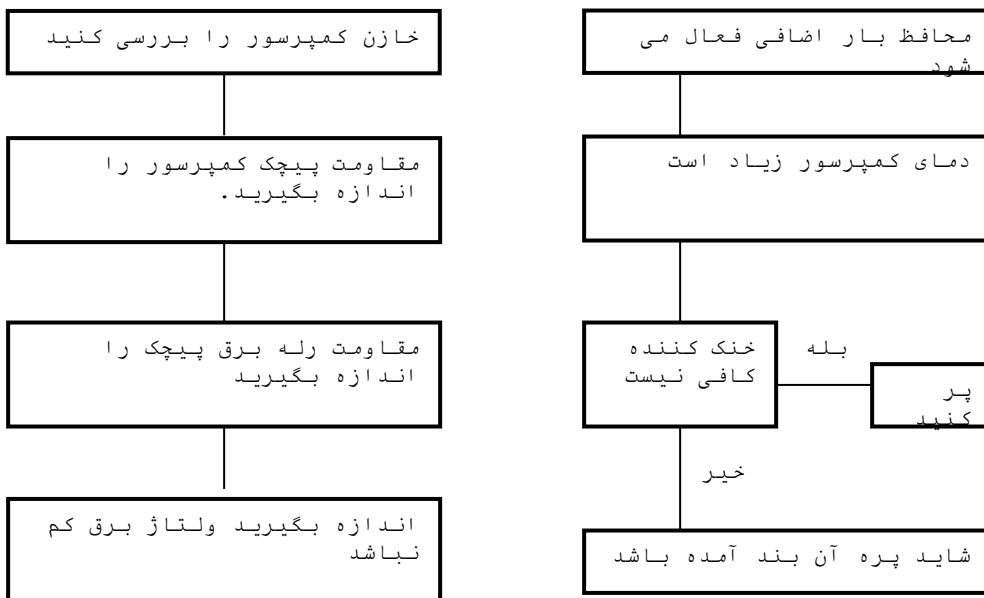 محافظ بار اضافی فعال می
شود
دمای کمپرسور زیاد است
خنک کننده
کافی نیست
بله
پر
کنید
خیر
شاید پره آن بند آمده باشد
خازن کمپرسور را بررسی کنید
مقاومت پیچک کمپرسور را
اندازه بگیرید.
مقاومت رله برق پیچک را
اندازه بگیرید
اندازه بگیرید ولتاژ برق کم
نباشد